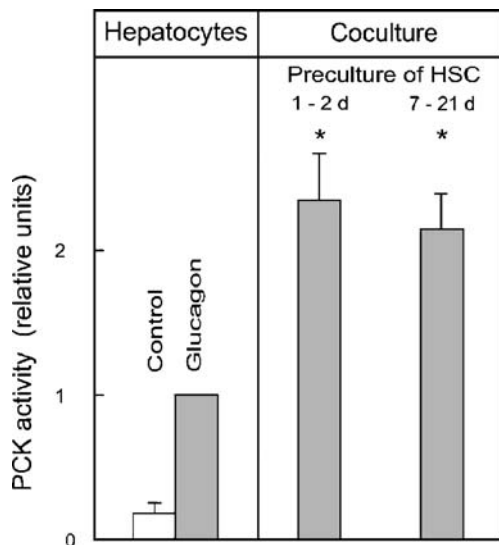 Hepatocytes
Coculture
Preculture of HSC
1 - 2 d
7 - 21 d
*
*
PCK activity (relative units)
2
1
0
Control
Glucagon